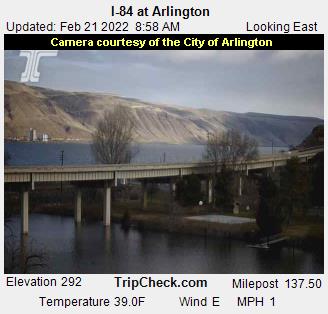 I-84 at Arlington
Updated: Feb 21 2022 8:58 AM Looking East
Camera courtesy of the City of Arlington
Elevation 292 TripCheck.com Milepost 137.50
Temperature 39.0F Wind E MPH 1